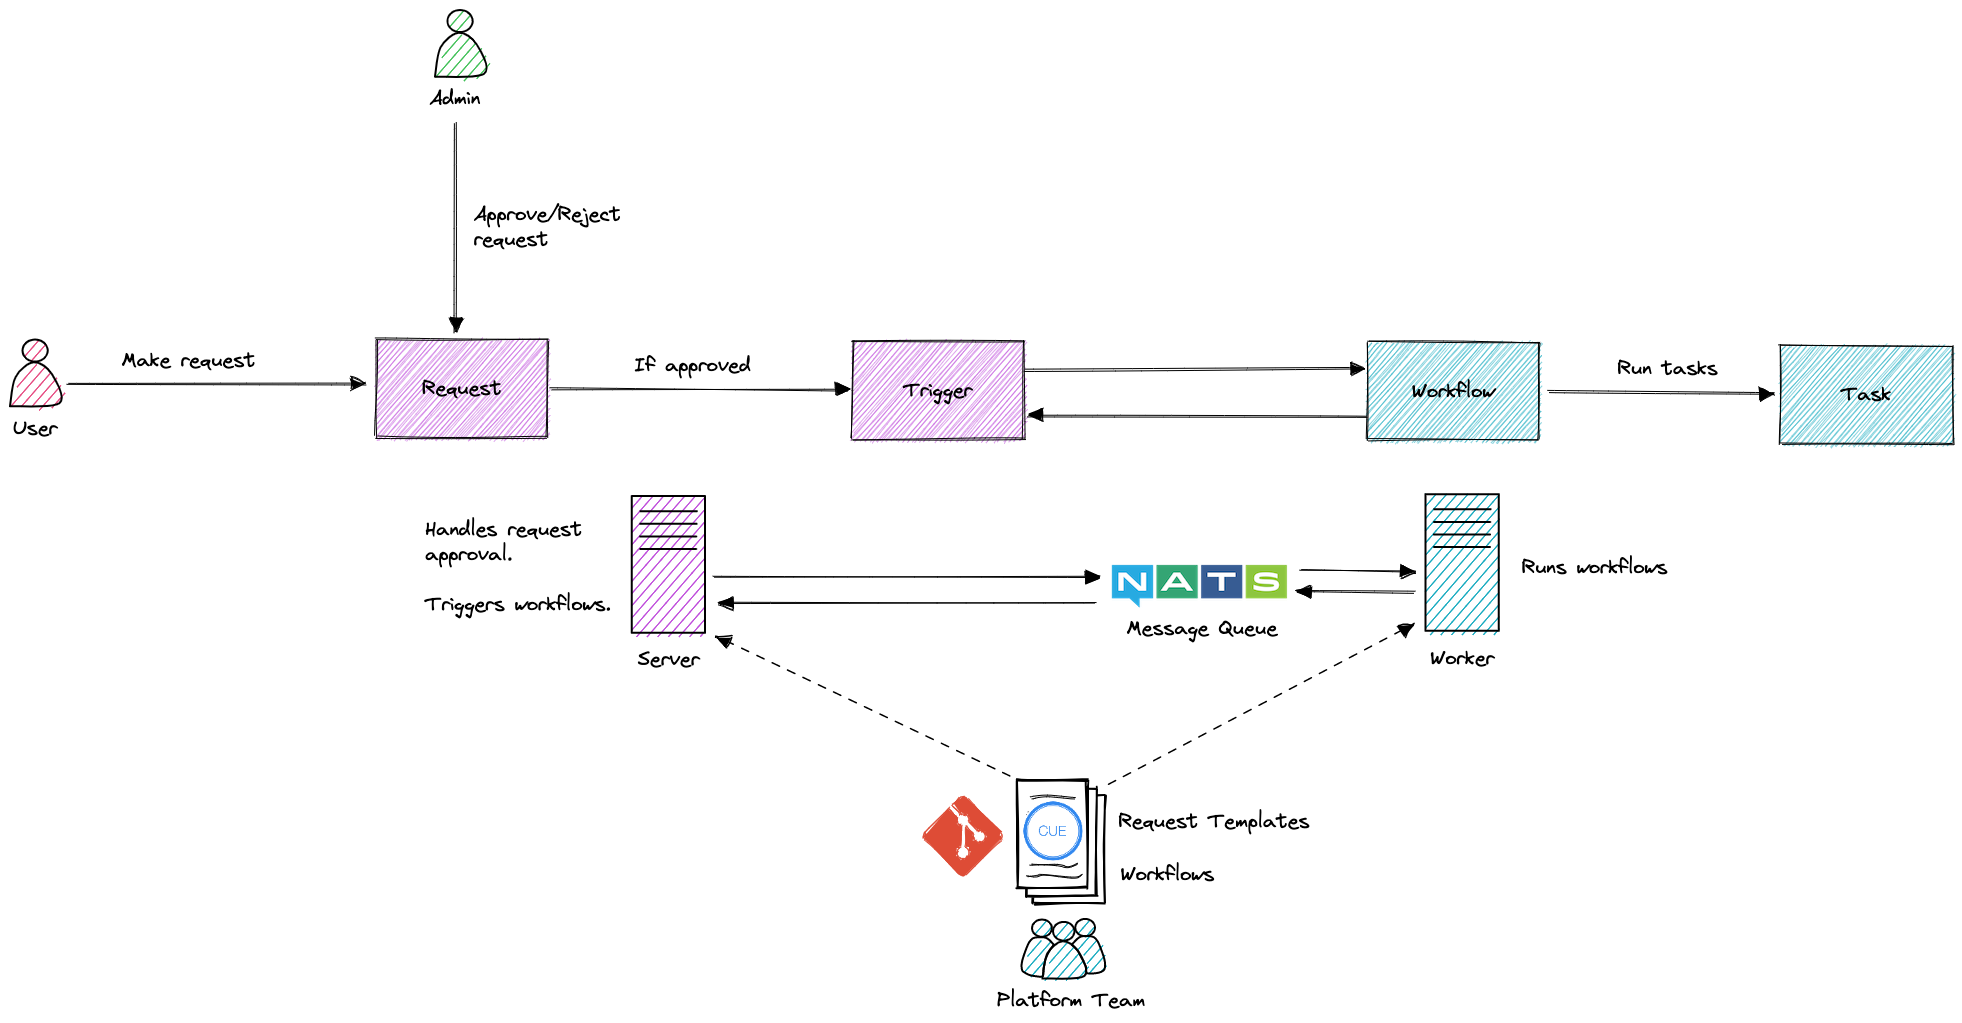 Admin
Approve/Reject
request
User
Make request
Request
If approved
Trigger
Workflow
Run tasks
Task
Handles request
approval.
Triggers workflows.
Server
NATS
Message Queue
Worker
Runs workflows
CUE
Request Templates
Workflows
Platform Team